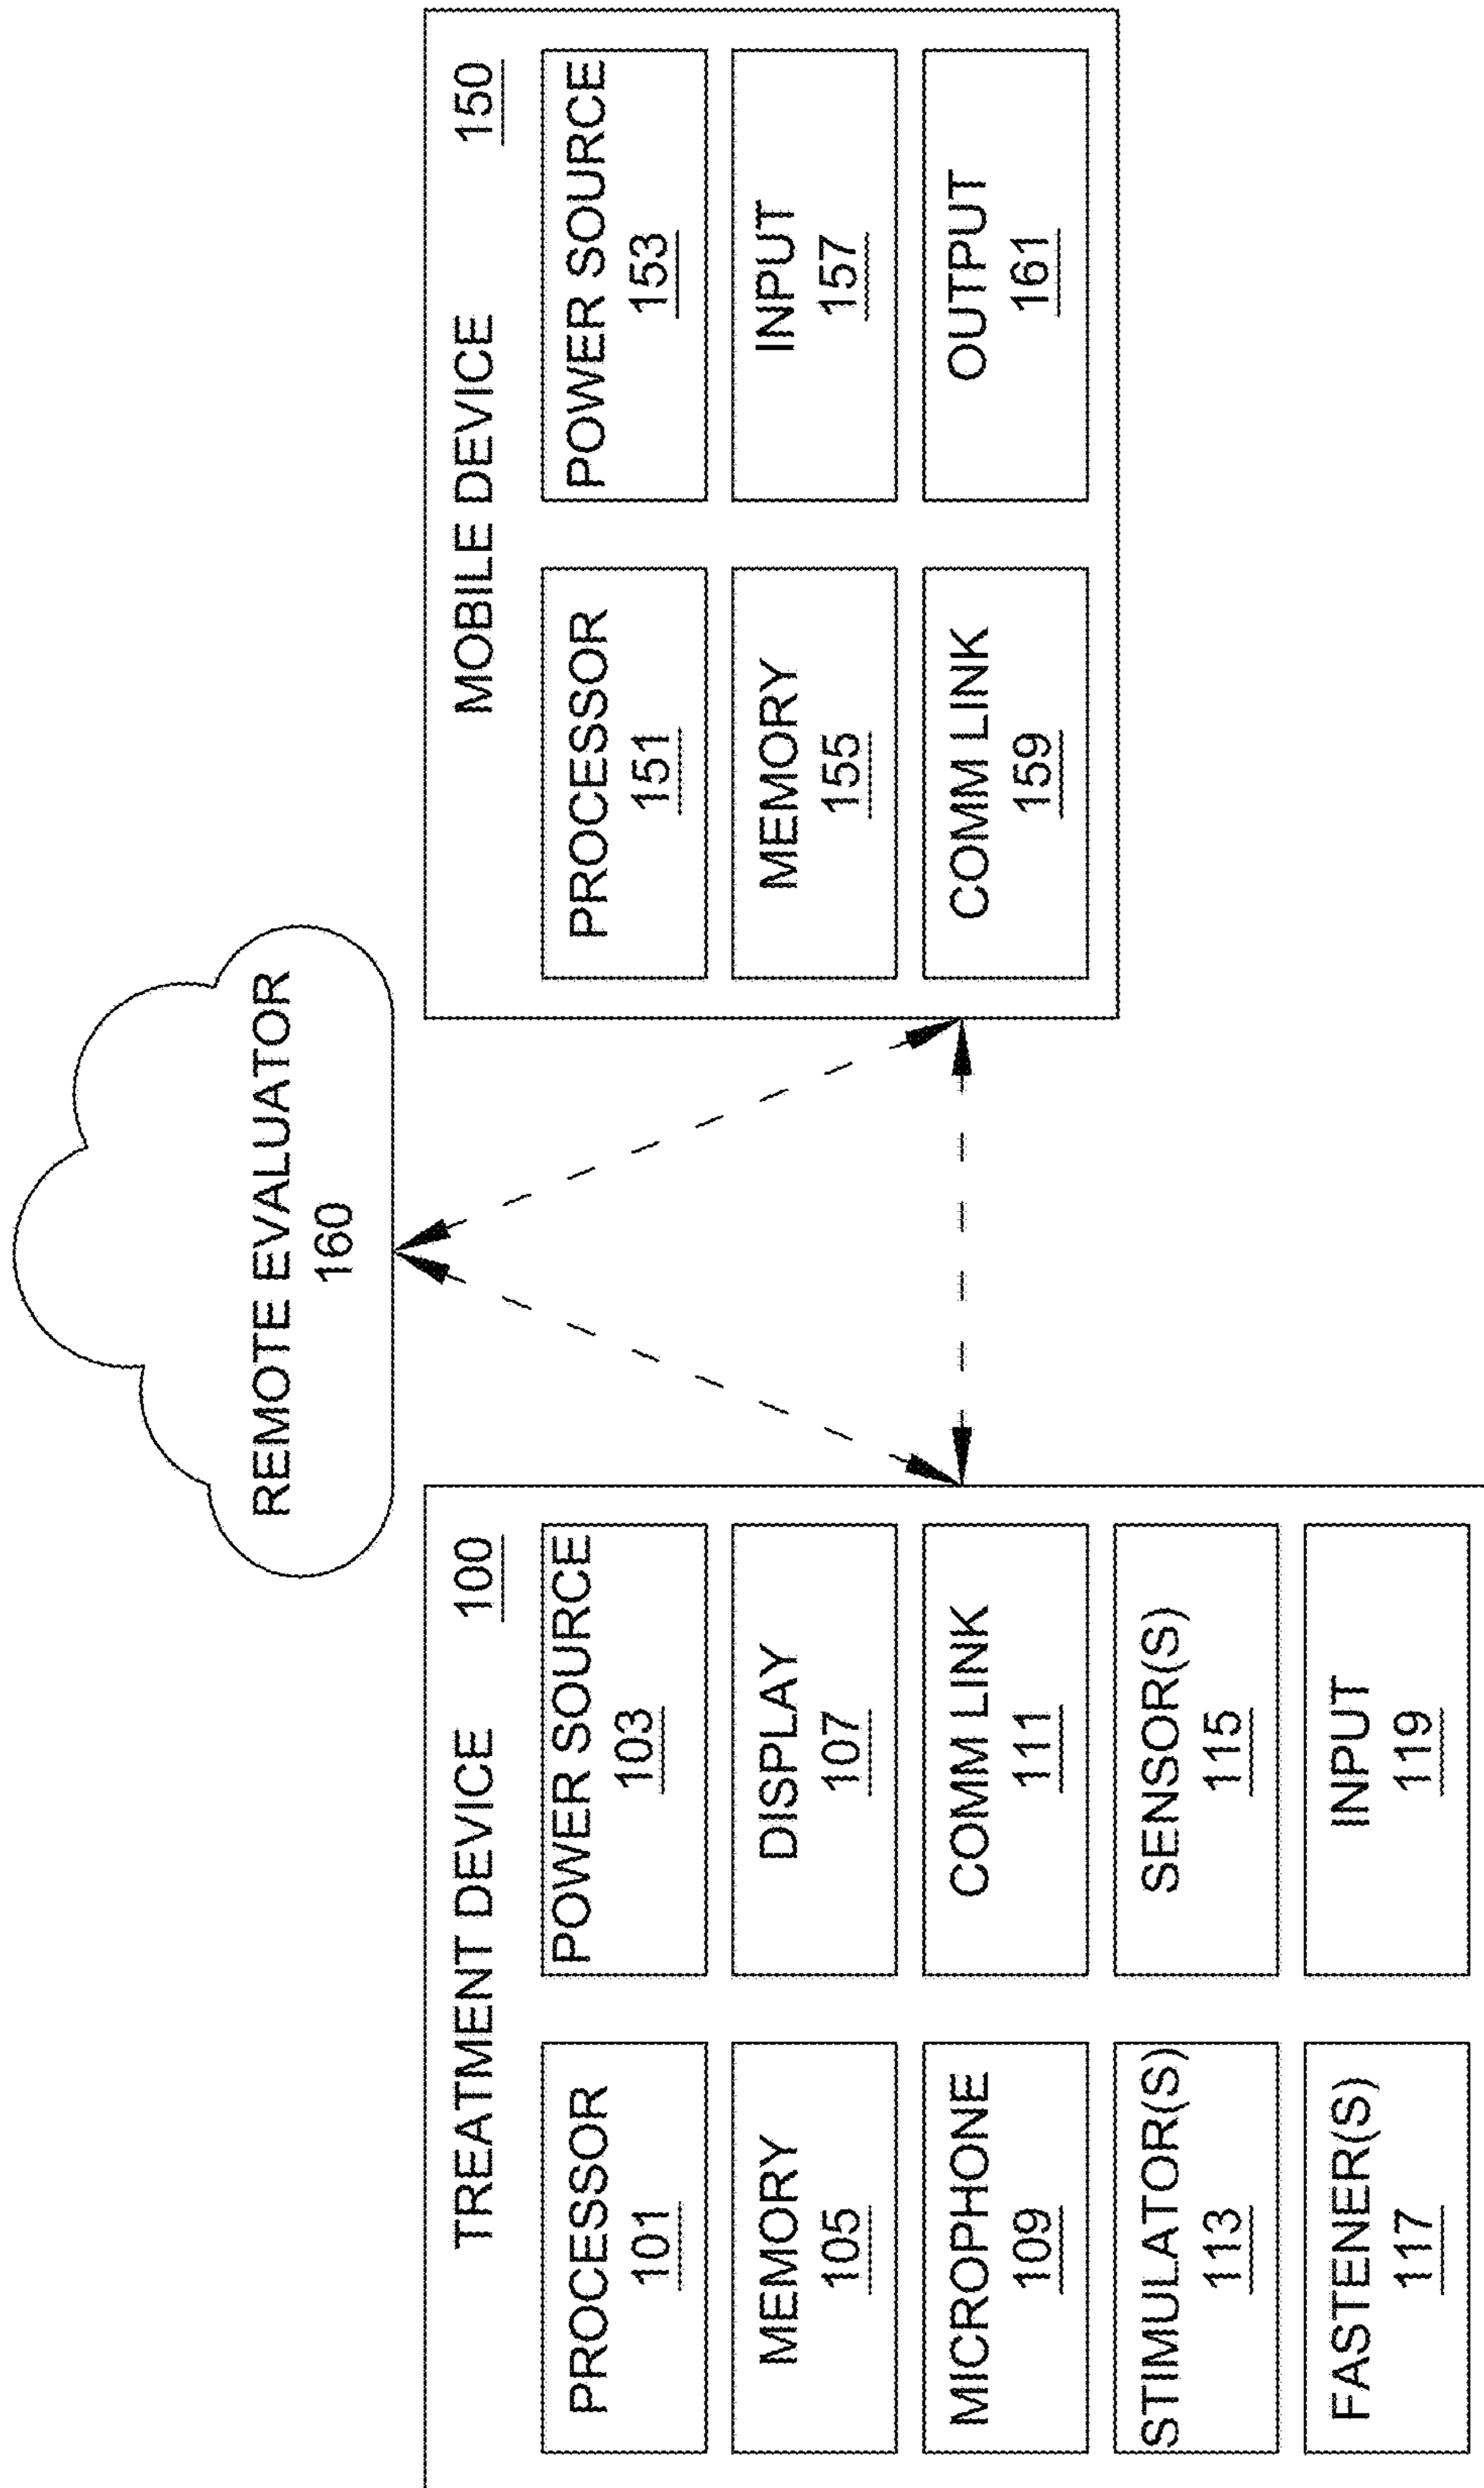 REMOTE EVALUATOR
160
TREATMENT DEVICE 100
PROCESSOR
101
POWER SOURCE
103
MEMORY
105
DISPLAY
107
MICROPHONE
109
COMM LINK
111
STIMULATOR(S)
113
SENSOR(S)
115
FASTENER(S)
117
INPUT
119
MOBILE DEVICE 150
PROCESSOR
151
POWER SOURCE
153
MEMORY
155
INPUT
157
COMM LINK
159
OUTPUT
161